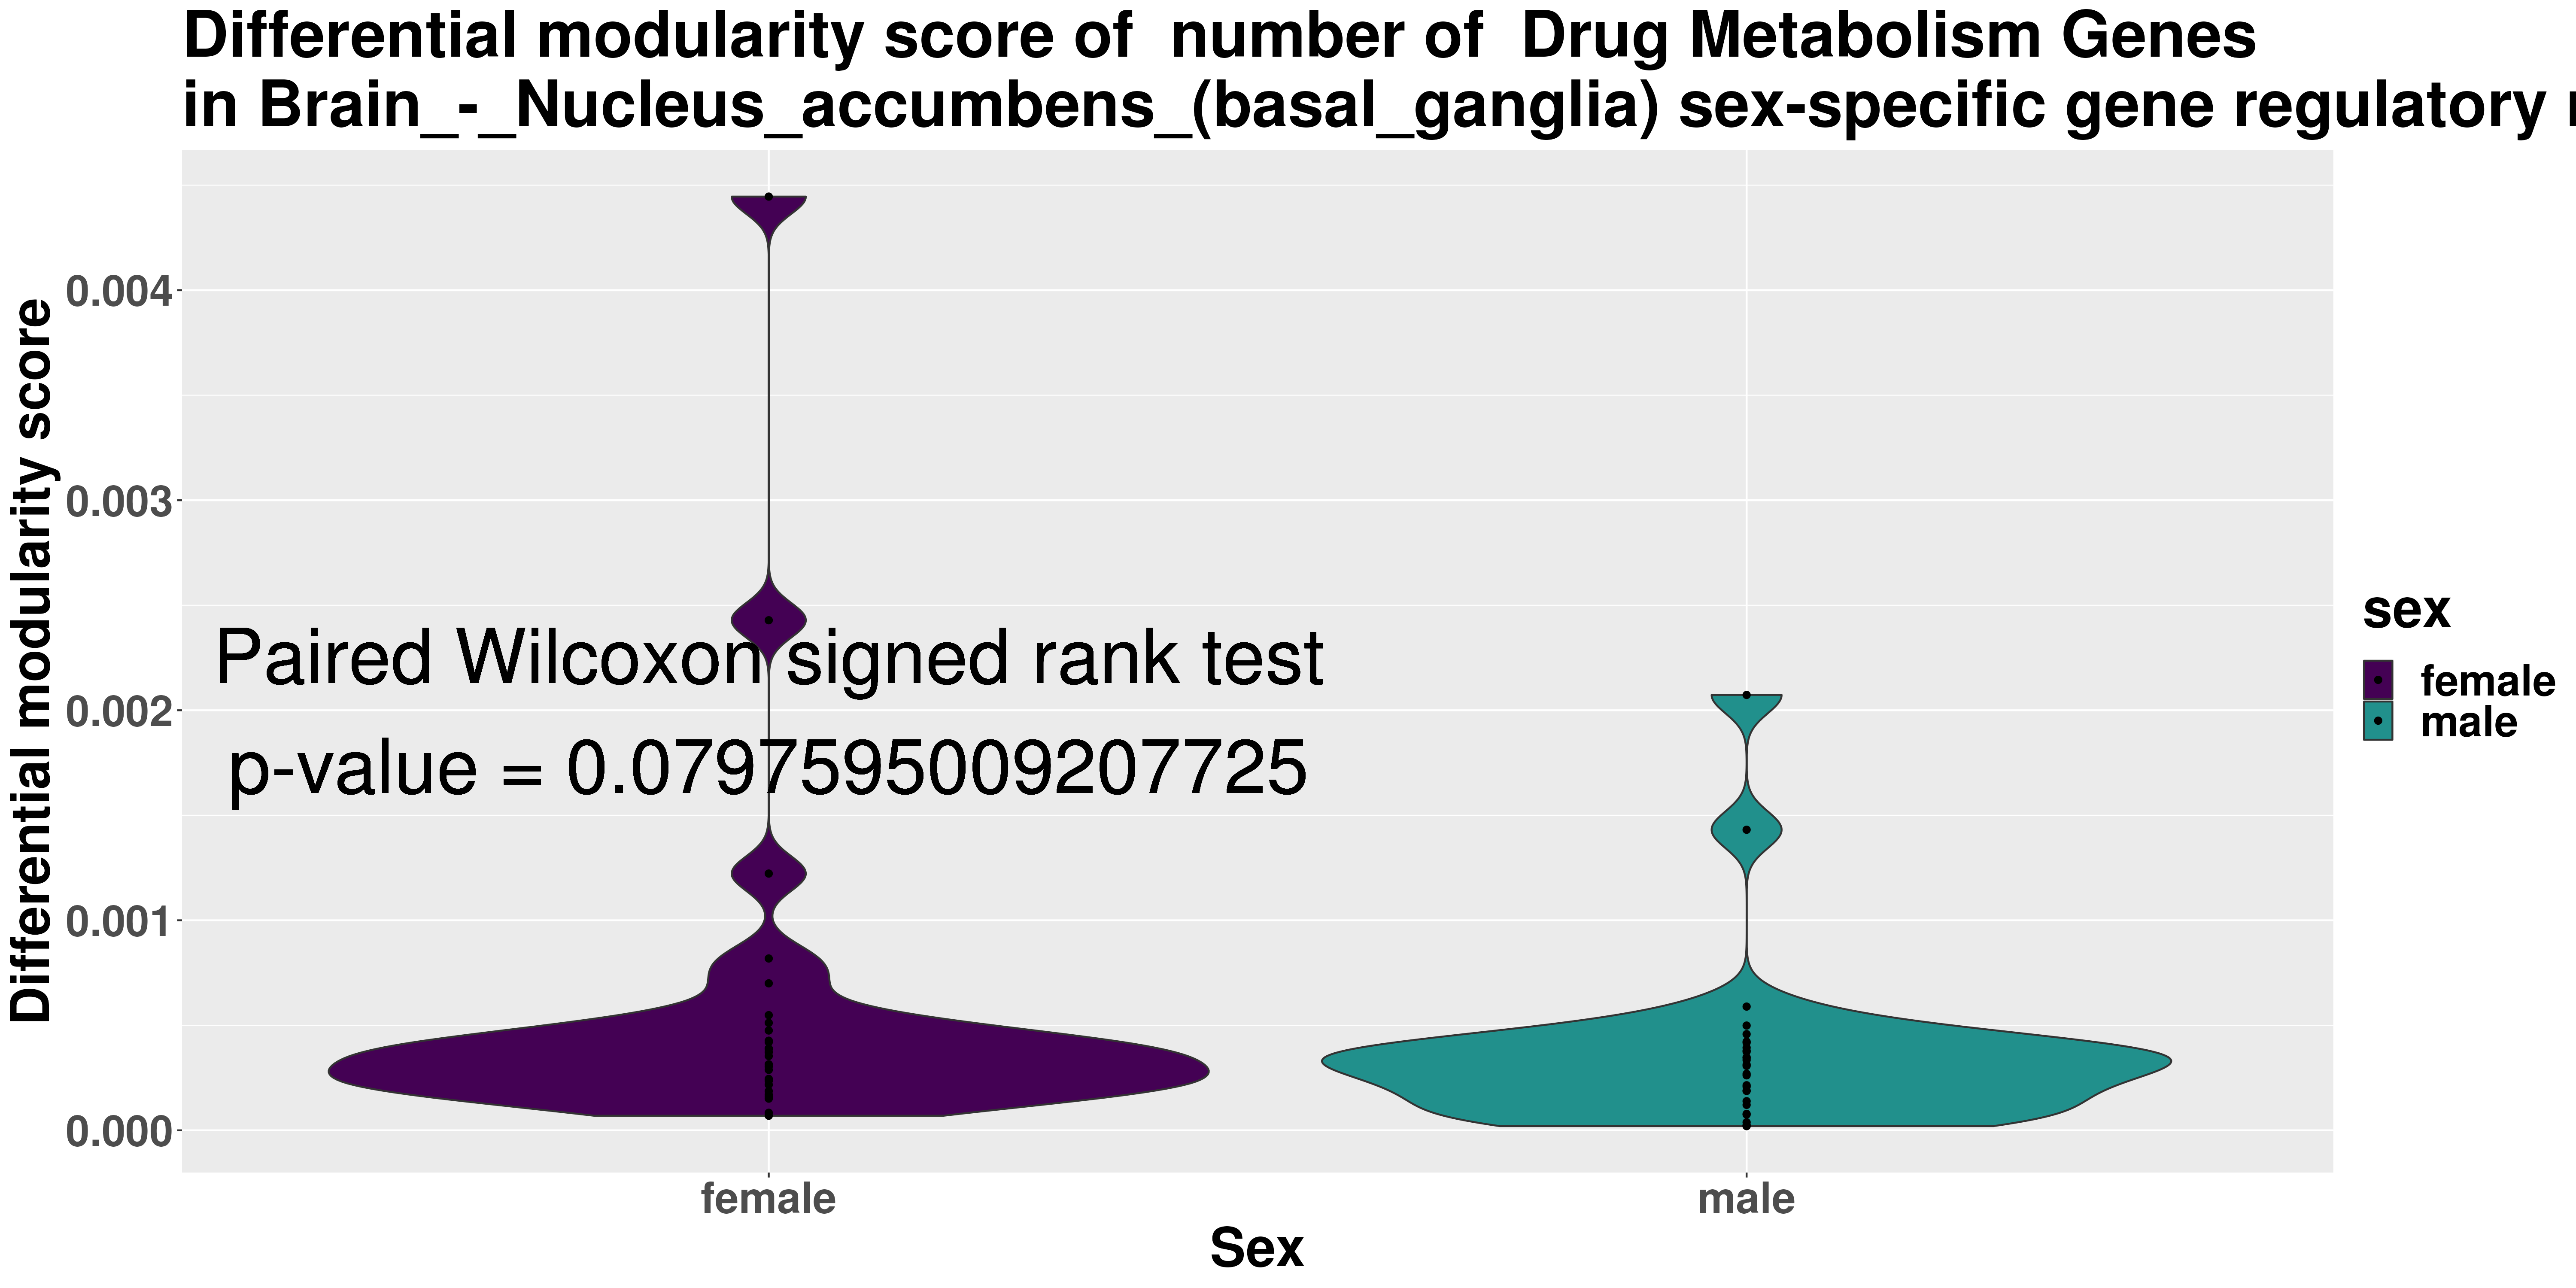 Differential modularity score of  number of  Drug Metabolism Genes
in Brain_-_Nucleus_accumbens_(basal_ganglia) sex-specific gene regulatory
Differential modularity score
0.004
0.003
0.002
0.001
0.000
Paired Wilcoxon signed rank test
p-value = 0.0797595009207725
female
male
Sex
sex
female
male